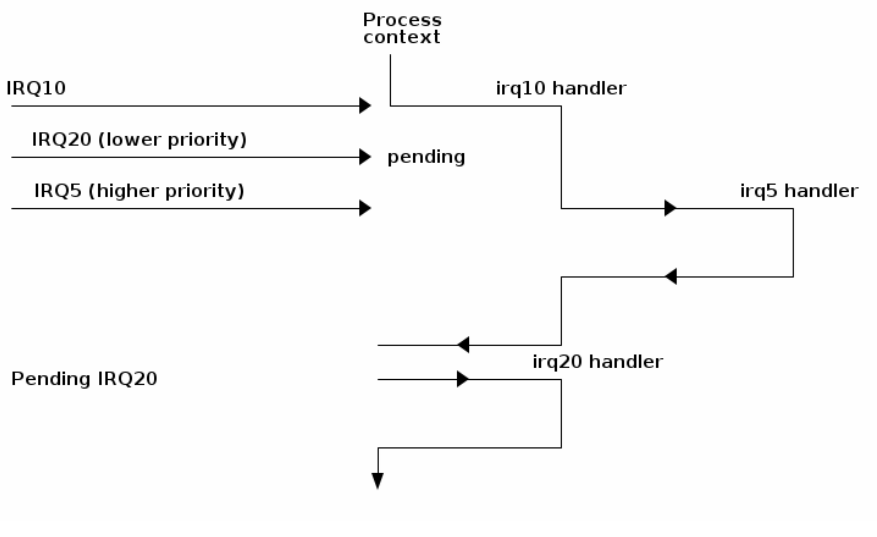 Process
context
IRQ10
irq10 handler
IRQ20 (lower priority)
pending
IRQ5 (higher priority)
irq5 handler
irq20 handler
Pending IRQ20